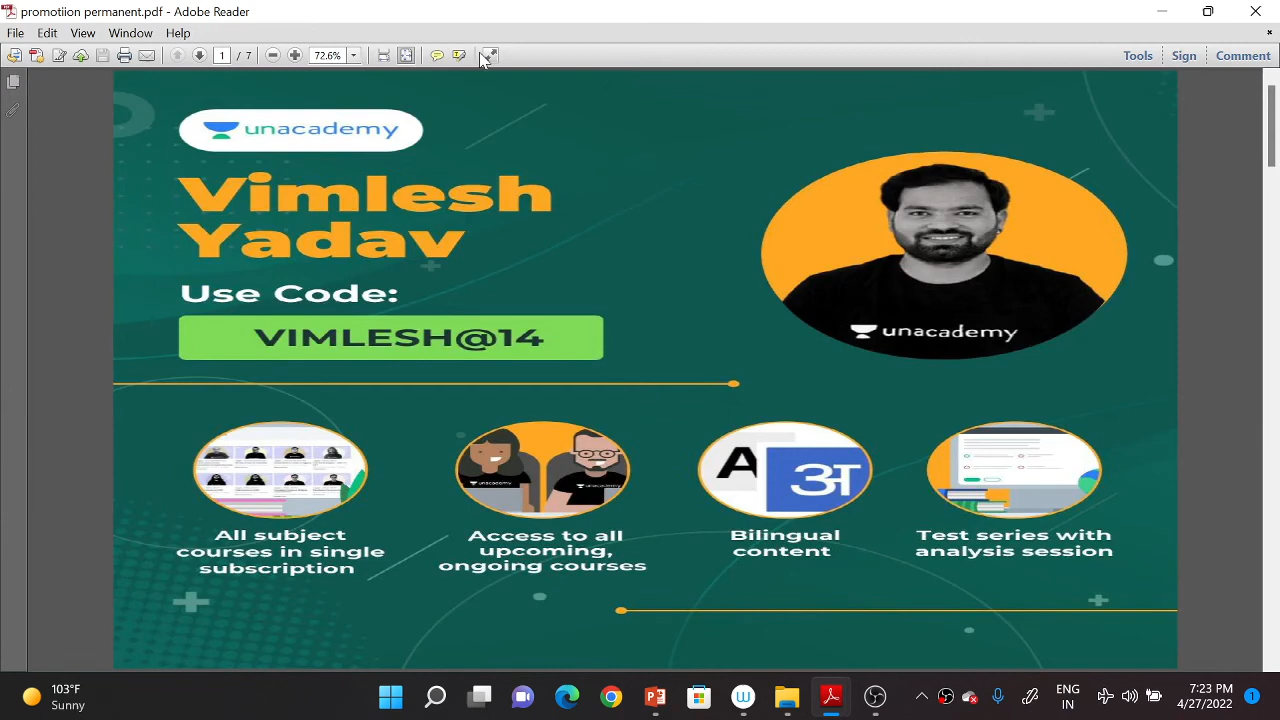 promotiion permanent.pdf - Adobe Reader
File Edit View Window Help
1 / 7 72.6% Tools Sign Comment
unacademy
Vimlesh
Yadav
Use Code:
VIMLESH@14
unacademy
A अ
All subject
courses in single
subscription
Access to all
upcoming,
ongoing courses
Bilingual
content
Test series with
analysis session
103°F
Sunny
ENG
IN
7:23 PM
4/27/2022
1